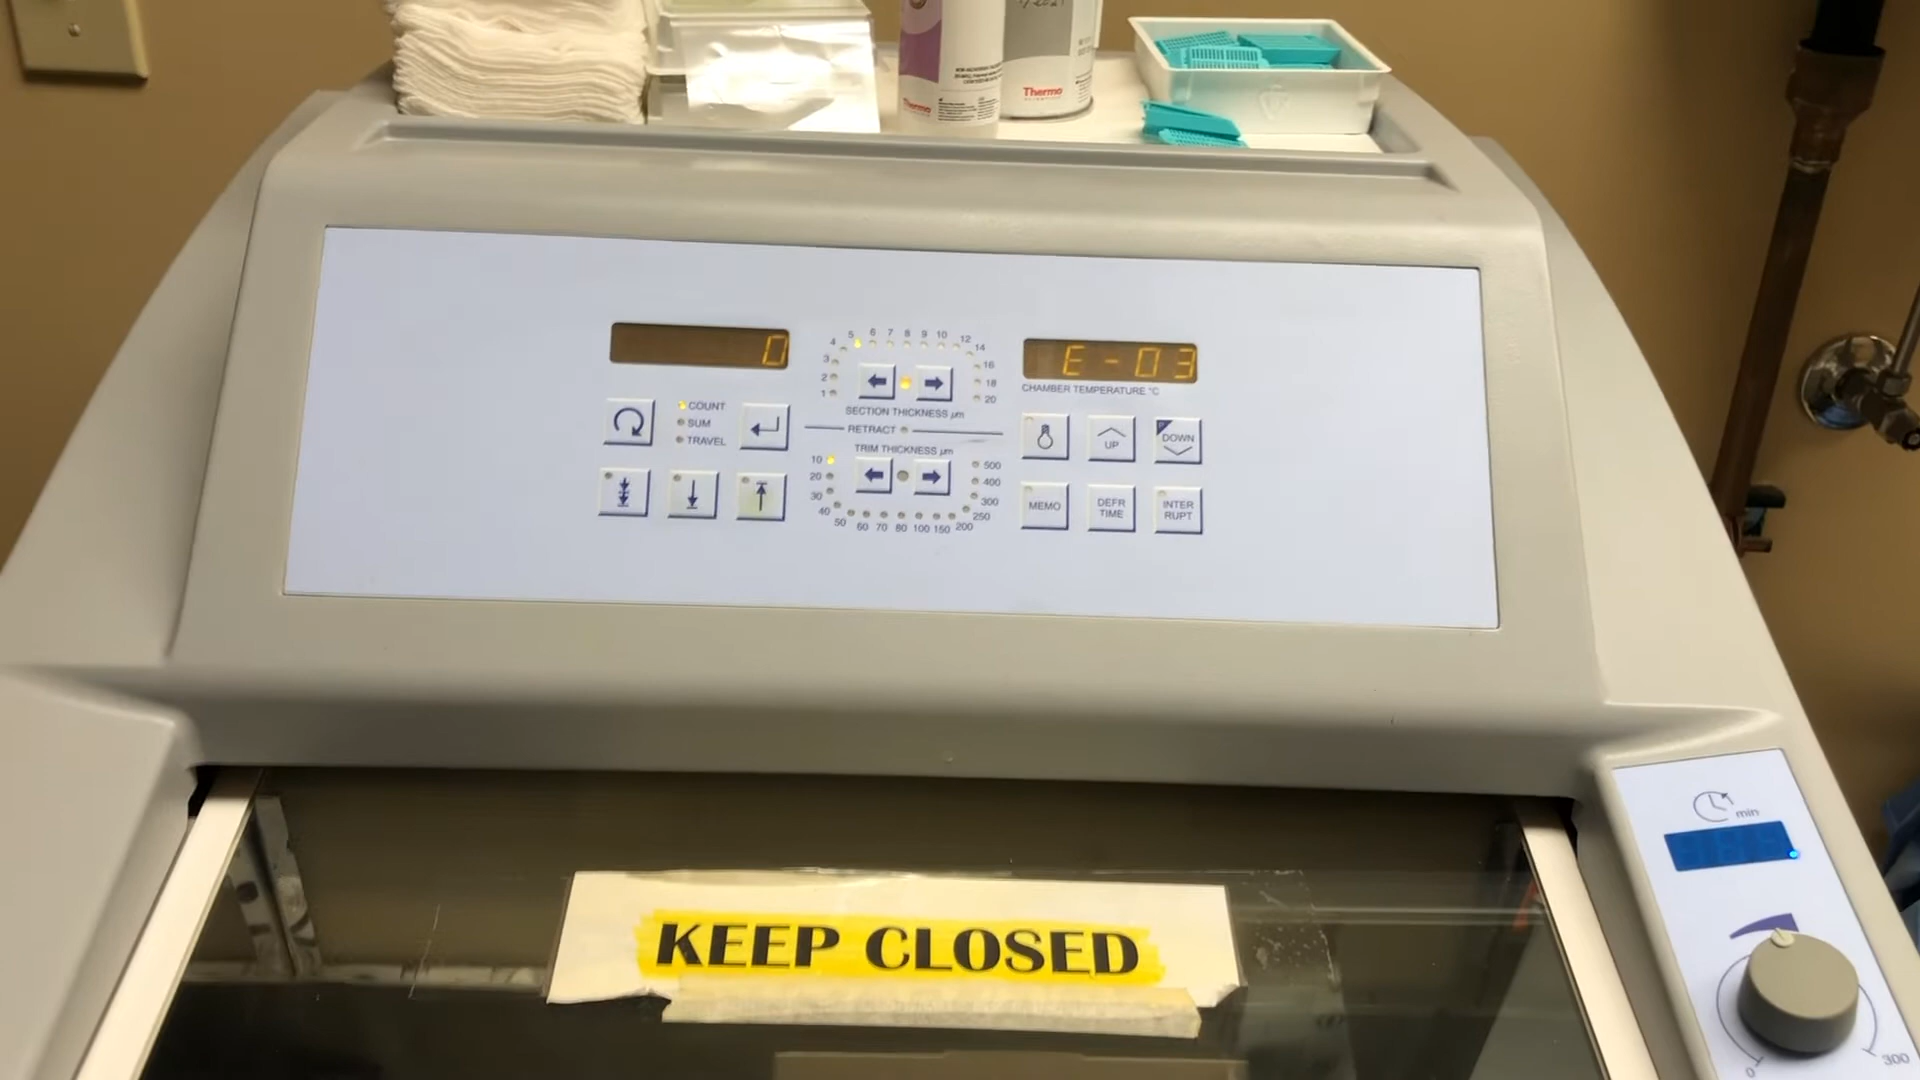 /2021
Thermo
SCIENTIFIC
Thermo
0
E-03
CHAMBER TEMPERATURE °C
1 2 3 4 5 6 7 8 9 10 12 14 16 18 20
SECTION THICKNESS µm
COUNT
SUM
TRAVEL
RETRACT
TRIM THICKNESS µm
10 20 30 40 50 60 70 80 100 150 200 250 300 400 500
UP
DOWN
MEMO
DEFR
TIME
INTER
RUPT
min
KEEP CLOSED
0
300